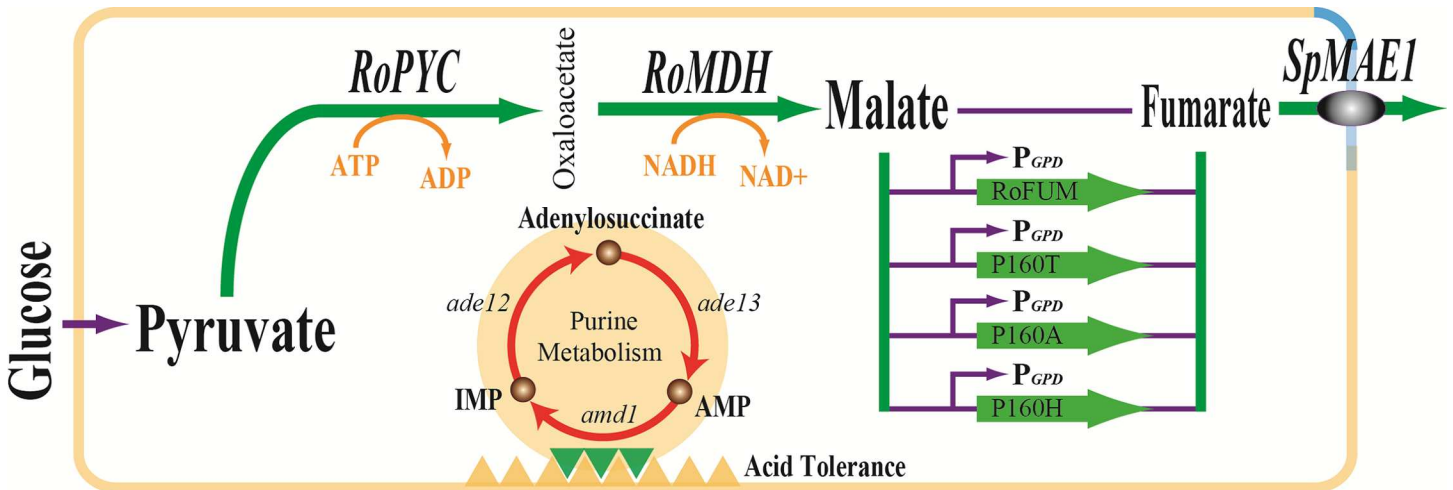 Glucose
Pyruvate
RoPYC
ATP
ADP
Oxaloacetate
RoMDH
NADH
NAD+
Malate
Fumarate
SpMAE1
PGPD
RoFUM
PGPD
P160T
PGPD
P160A
PGPD
P160H
Adenylosuccinate
ade12
ade13
Purine
Metabolism
IMP
AMP
amd1
Acid Tolerance